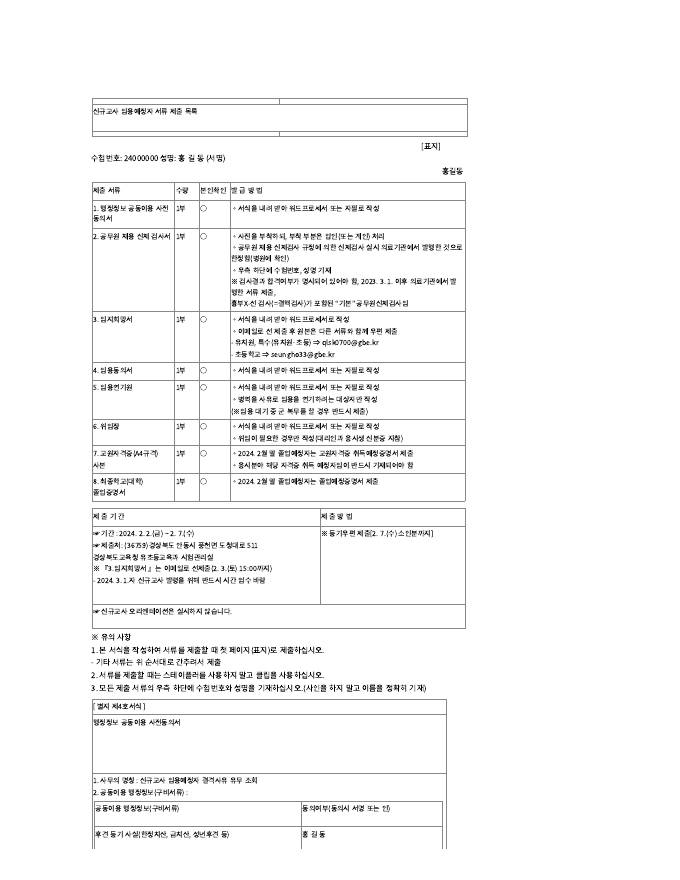 신규교사 임용예정자 서류 제출 목록
[표지]
수험번호: 24000000 성명: 홍 길 동 (서명)
홍길동
제출 서류 수량 본인확인 발 급 방 법
1. 행정정보 공동이용 사전 1부 ○ ◦ 서식을 내려 받아 워드프로세서 또는 자필로 작성
동의서
2. 공무원 채용 신체 검사서 1부 ○ ◦ 사진을 부착하되, 부착 부분은 압인(또는 계인) 처리
◦ 공무원 채용 신체검사 규정에 의한 신체검사 실시 의료기관에서 발행한 것으로
한정함(병원에 확인)
◦ 우측 하단에 수험번호, 성명 기재
※ 검사결과 합격여부가 명시되어 있어야 함, 2023. 3. 1. 이후 의료기관에서 발
행한 서류 제출,
흉부X-선 검사(=결핵검사)가 포함된 "기본" 공무원신체검사임
3. 임지희망서 1부 ○ ◦ 서식을 내려 받아 워드프로세서로 작성
◦ 이메일로 선 제출 후 원본은 다른 서류와 함께 우편 제출
- 유치원, 특수(유치원·초등) ⇒ qlsk0700@gbe.kr
- 초등학교 ⇒ seungho33@gbe.kr
4. 임용동의서 1부 ○ ◦ 서식을 내려 받아 워드프로세서 또는 자필로 작성
5. 임용연기원 1부 ○ ◦ 서식을 내려 받아 워드프로세서 또는 자필로 작성
◦ 병역을 사유로 임용을 연기하려는 대상자만 작성
(※임용 대기 중 군 복무를 할 경우 반드시 제출)
6. 위임장 1부 ○ ◦ 서식을 내려 받아 워드프로세서 또는 자필로 작성
◦ 위임이 필요한 경우만 작성(대리인과 응시생 신분증 지참)
7. 교원자격증(A4규격) 1부 ○ ◦ 2024. 2월 말 졸업예정자는 교원자격증 취득예정증명서 제출
사본 ◦ 응시분야 해당 자격증 취득 예정자임이 반드시 기재되어야 함
8. 최종학교(대학) 1부 ○ ◦ 2024. 2월 말 졸업예정자는 졸업예정증명서 제출
졸업증명서
제 출 기 간 제 출 방 법
☞ 기간 : 2024. 2. 2.(금) ~ 2. 7.(수) ※ 등기우편 제출[2. 7.(수) 소인분까지]
☞ 제출처: (36759)경상북도 안동시 풍천면 도청대로 511
경상북도교육청 유초등교육과 시험관리실
※ 『3.임지희망서 』는 이메일로 선제출(2. 3.(토) 15:00까지)
- 2024. 3. 1.자 신규교사 발령을 위해 반드시 시간 엄수 바람
☞ 신규교사 오리엔테이션은 실시하지 않습니다.
※ 유의 사항
1. 본 서식을 작성하여 서류를 제출할 때 첫 페이지(표지)로 제출하십시오.
- 기타 서류는 위 순서대로 간추려서 제출
2. 서류를 제출할 때는 스테이플러를 사용하지 말고 클립을 사용하십시오.
3. 모든 제출 서류의 우측 하단에 수험번호와 성명을 기재하십시오.(사인을 하지 말고 이름을 정확히 기재)
[ 별지 제4호서식 ]
행정정보 공동이용 사전동의서
1. 사무의 명칭 : 신규교사 임용예정자 결격사유 유무 조회
2. 공동이용 행정정보(구비서류) :
공동이용 행정정보(구비서류) 동의여부(동의시 서명 또는 인)
후견 등기 사실(한정치산, 금치산, 성년후견 등) 홍 길 동